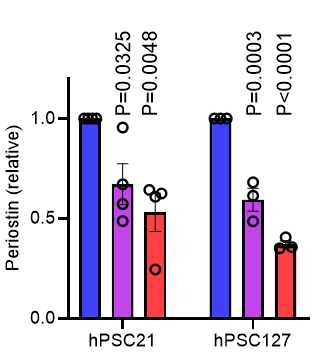 P=0.0325
P=0.0048
P=0.0003
P<0.0001
Periostin (relative)
1.0
0.5
0.0
hPSC21
hPSC127